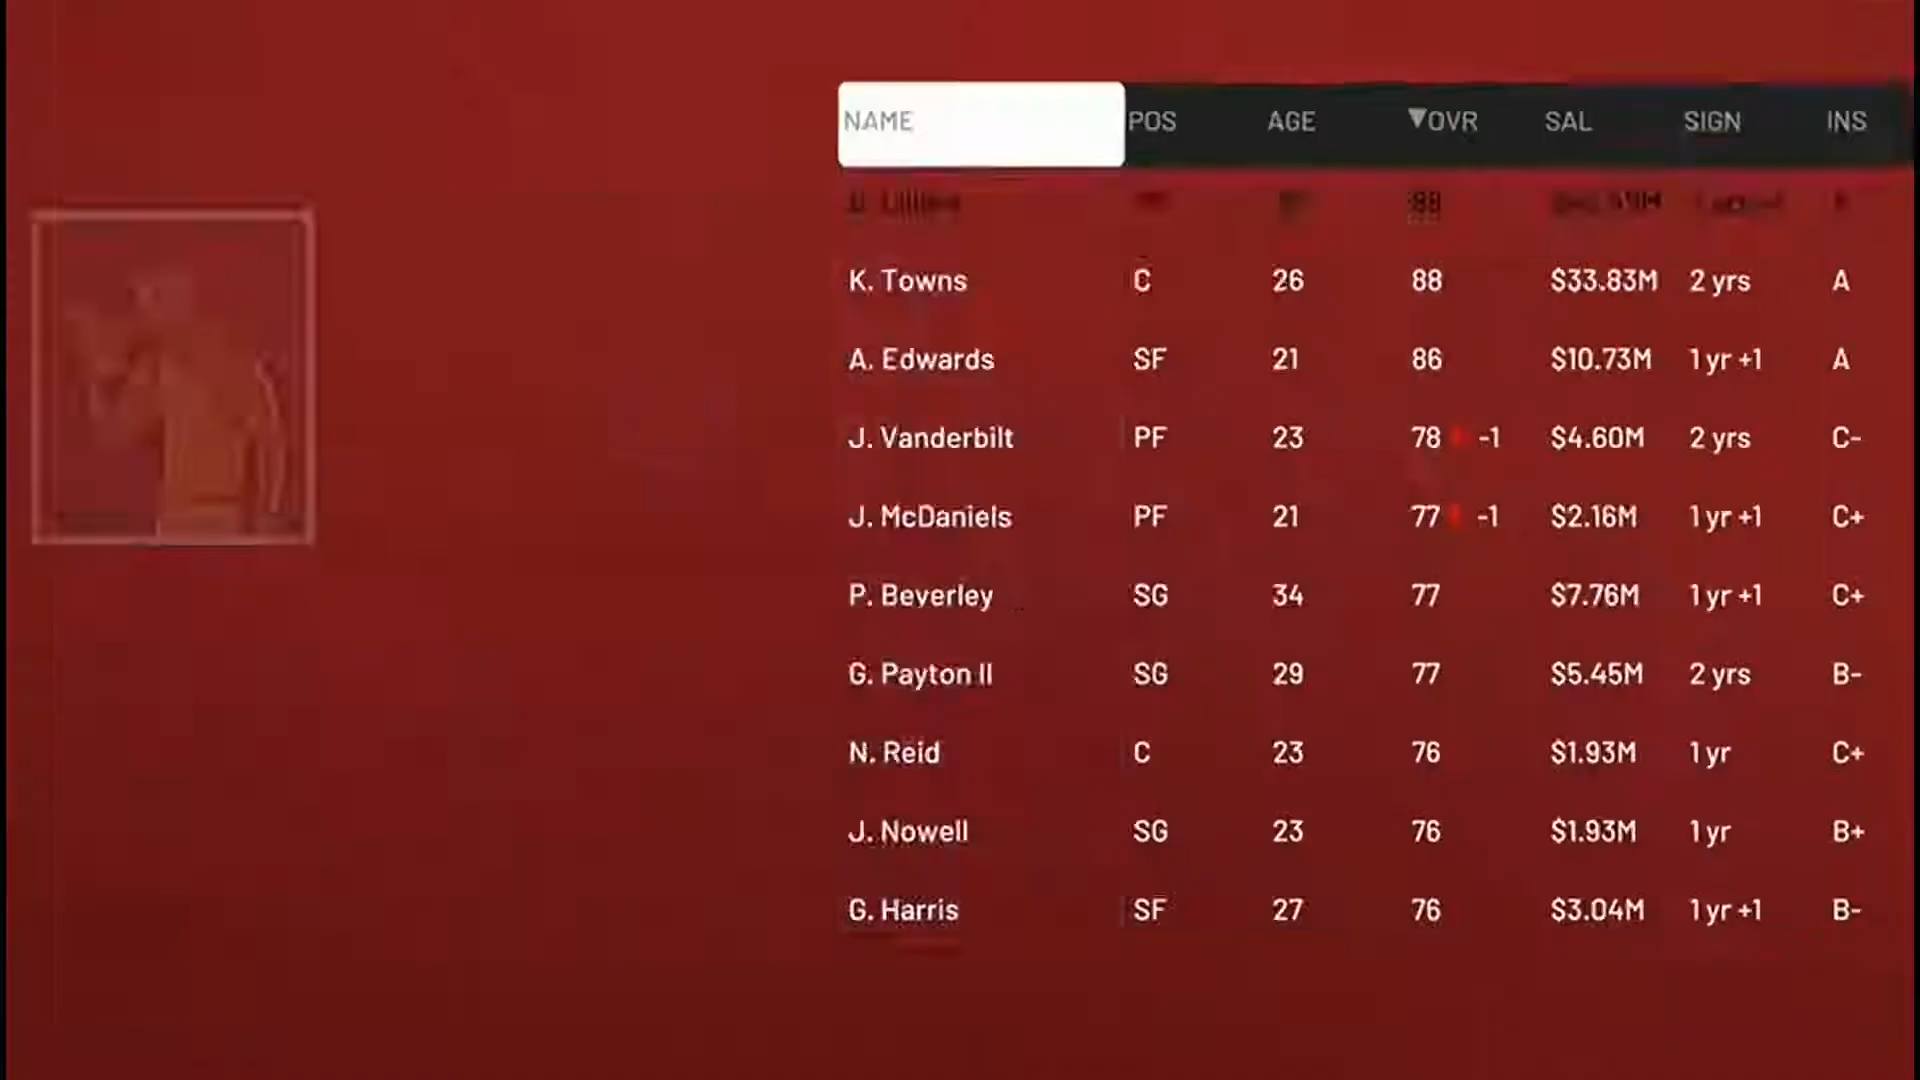 NAME POS AGE ▼OVR SAL SIGN INS
88
K. Towns C 26 88 $33.83M 2 yrs A
A. Edwards SF 21 86 $10.73M 1 yr +1 A
J. Vanderbilt PF 23 78 -1 $4.60M 2 yrs C-
J. McDaniels PF 21 77 -1 $2.16M 1 yr +1 C+
P. Beverley SG 34 77 $7.76M 1 yr +1 C+
G. Payton II SG 29 77 $5.45M 2 yrs B-
N. Reid C 23 76 $1.93M 1 yr C+
J. Nowell SG 23 76 $1.93M 1 yr B+
G. Harris SF 27 76 $3.04M 1 yr +1 B-